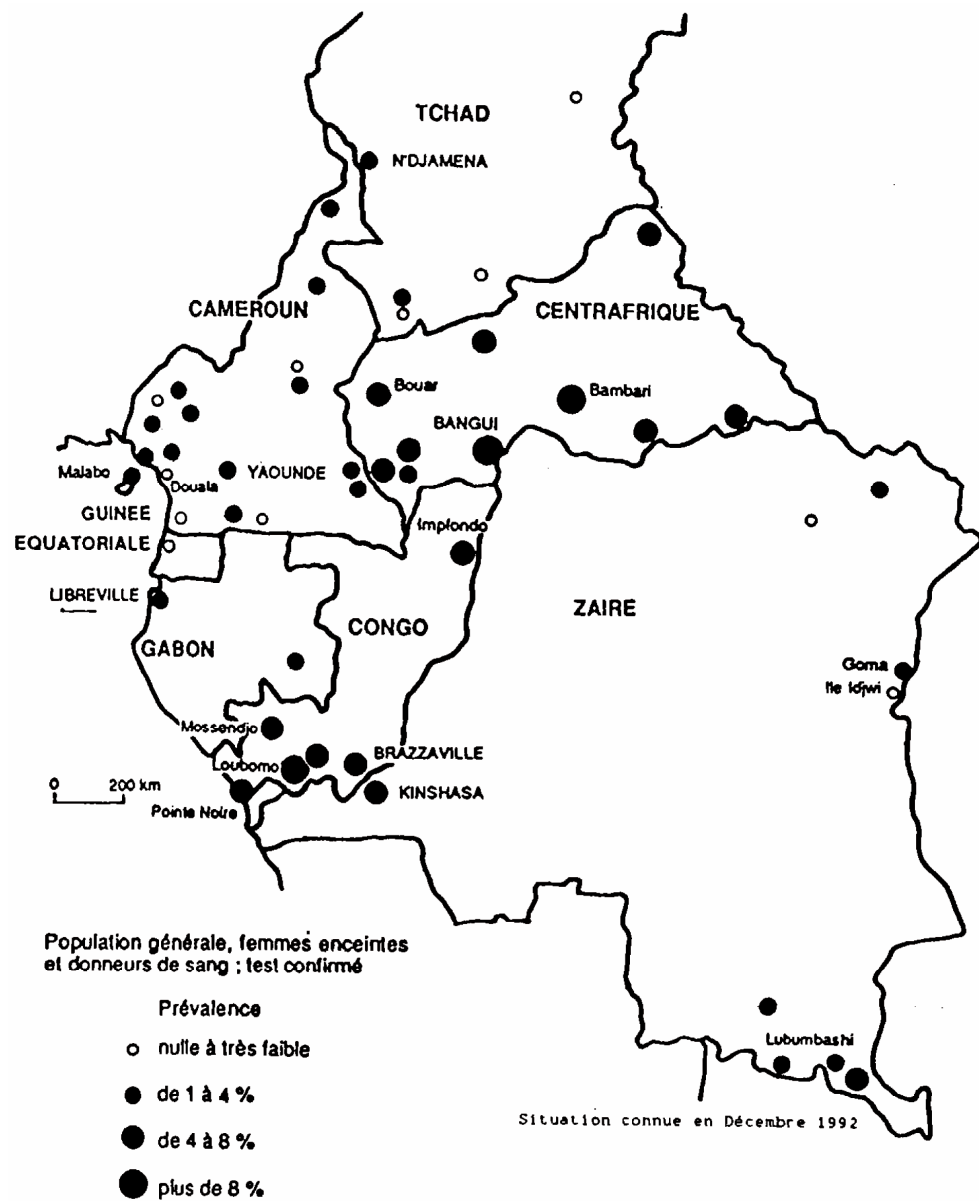 TCHAD
N'DJAMENA
CAMEROUN
CENTRAFRIQUE
Bouar
Bambari
BANGUI
Malabo
Douala
YAOUNDE
GUINEE
EQUATORIALE
Impfondo
LIBREVILLE
CONGO
ZAIRE
GABON
Goma
Ile Idjwi
Mossendjo
Loubomo
BRAZZAVILLE
0 200 km
KINSHASA
Pointe Noire
Population générale, femmes enceintes
et donneurs de sang ; test confirmé
Prévalence
nulle à très faible
de 1 à 4 %
de 4 à 8 %
plus de 8 %
Lubumbashi
Situation connue en Décembre 1992